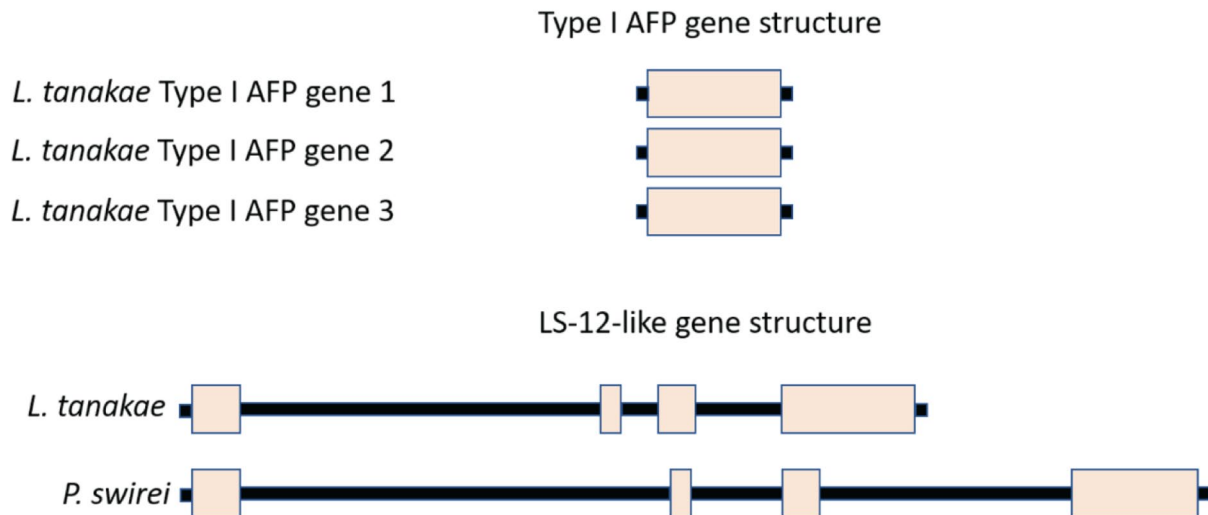 Type I AFP gene structure
L. tanakae Type I AFP gene 1
L. tanakae Type I AFP gene 2
L. tanakae Type I AFP gene 3
LS-12-like gene structure
L. tanakae
P. swirei